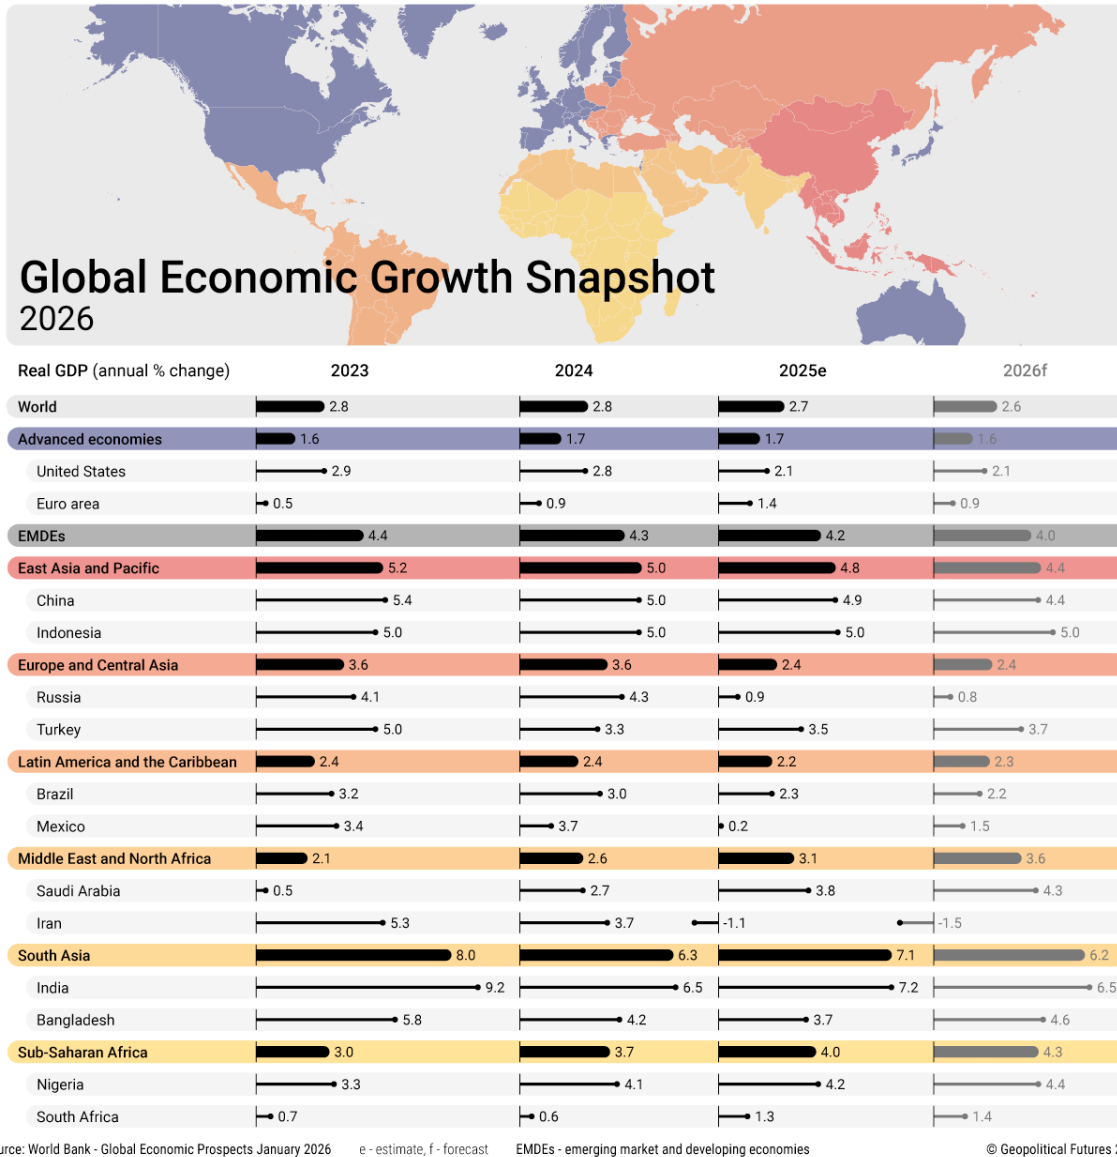 Global Economic Growth Snapshot
2026
Real GDP (annual % change) 2023 2024 2025e 2026f
World 2.8 2.8 2.7 2.6
Advanced economies 1.6 1.7 1.7 1.6
United States 2.9 2.8 2.1 2.1
Euro area 0.5 0.9 1.4 0.9
EMDEs 4.4 4.3 4.2 4.0
East Asia and Pacific 5.2 5.0 4.8 4.4
China 5.4 5.0 4.9 4.4
Indonesia 5.0 5.0 5.0 5.0
Europe and Central Asia 3.6 3.6 2.4 2.4
Russia 4.1 4.3 0.9 0.8
Turkey 5.0 3.3 3.5 3.7
Latin America and the Caribbean 2.4 2.4 2.2 2.3
Brazil 3.2 3.0 2.3 2.2
Mexico 3.4 3.7 0.2 1.5
Middle East and North Africa 2.1 2.6 3.1 3.6
Saudi Arabia 0.5 2.7 3.8 4.3
Iran 5.3 3.7 -1.1 -1.5
South Asia 8.0 6.3 7.1 6.2
India 9.2 6.5 7.2 6.5
Bangladesh 5.8 4.2 3.7 4.6
Sub-Saharan Africa 3.0 3.7 4.0 4.3
Nigeria 3.3 4.1 4.2 4.4
South Africa 0.7 0.6 1.3 1.4
World Bank - Global Economic Prospects January 2026 e - estimate, f - forecast EMDEs - emerging market and developing economies © Geopolitical Futures